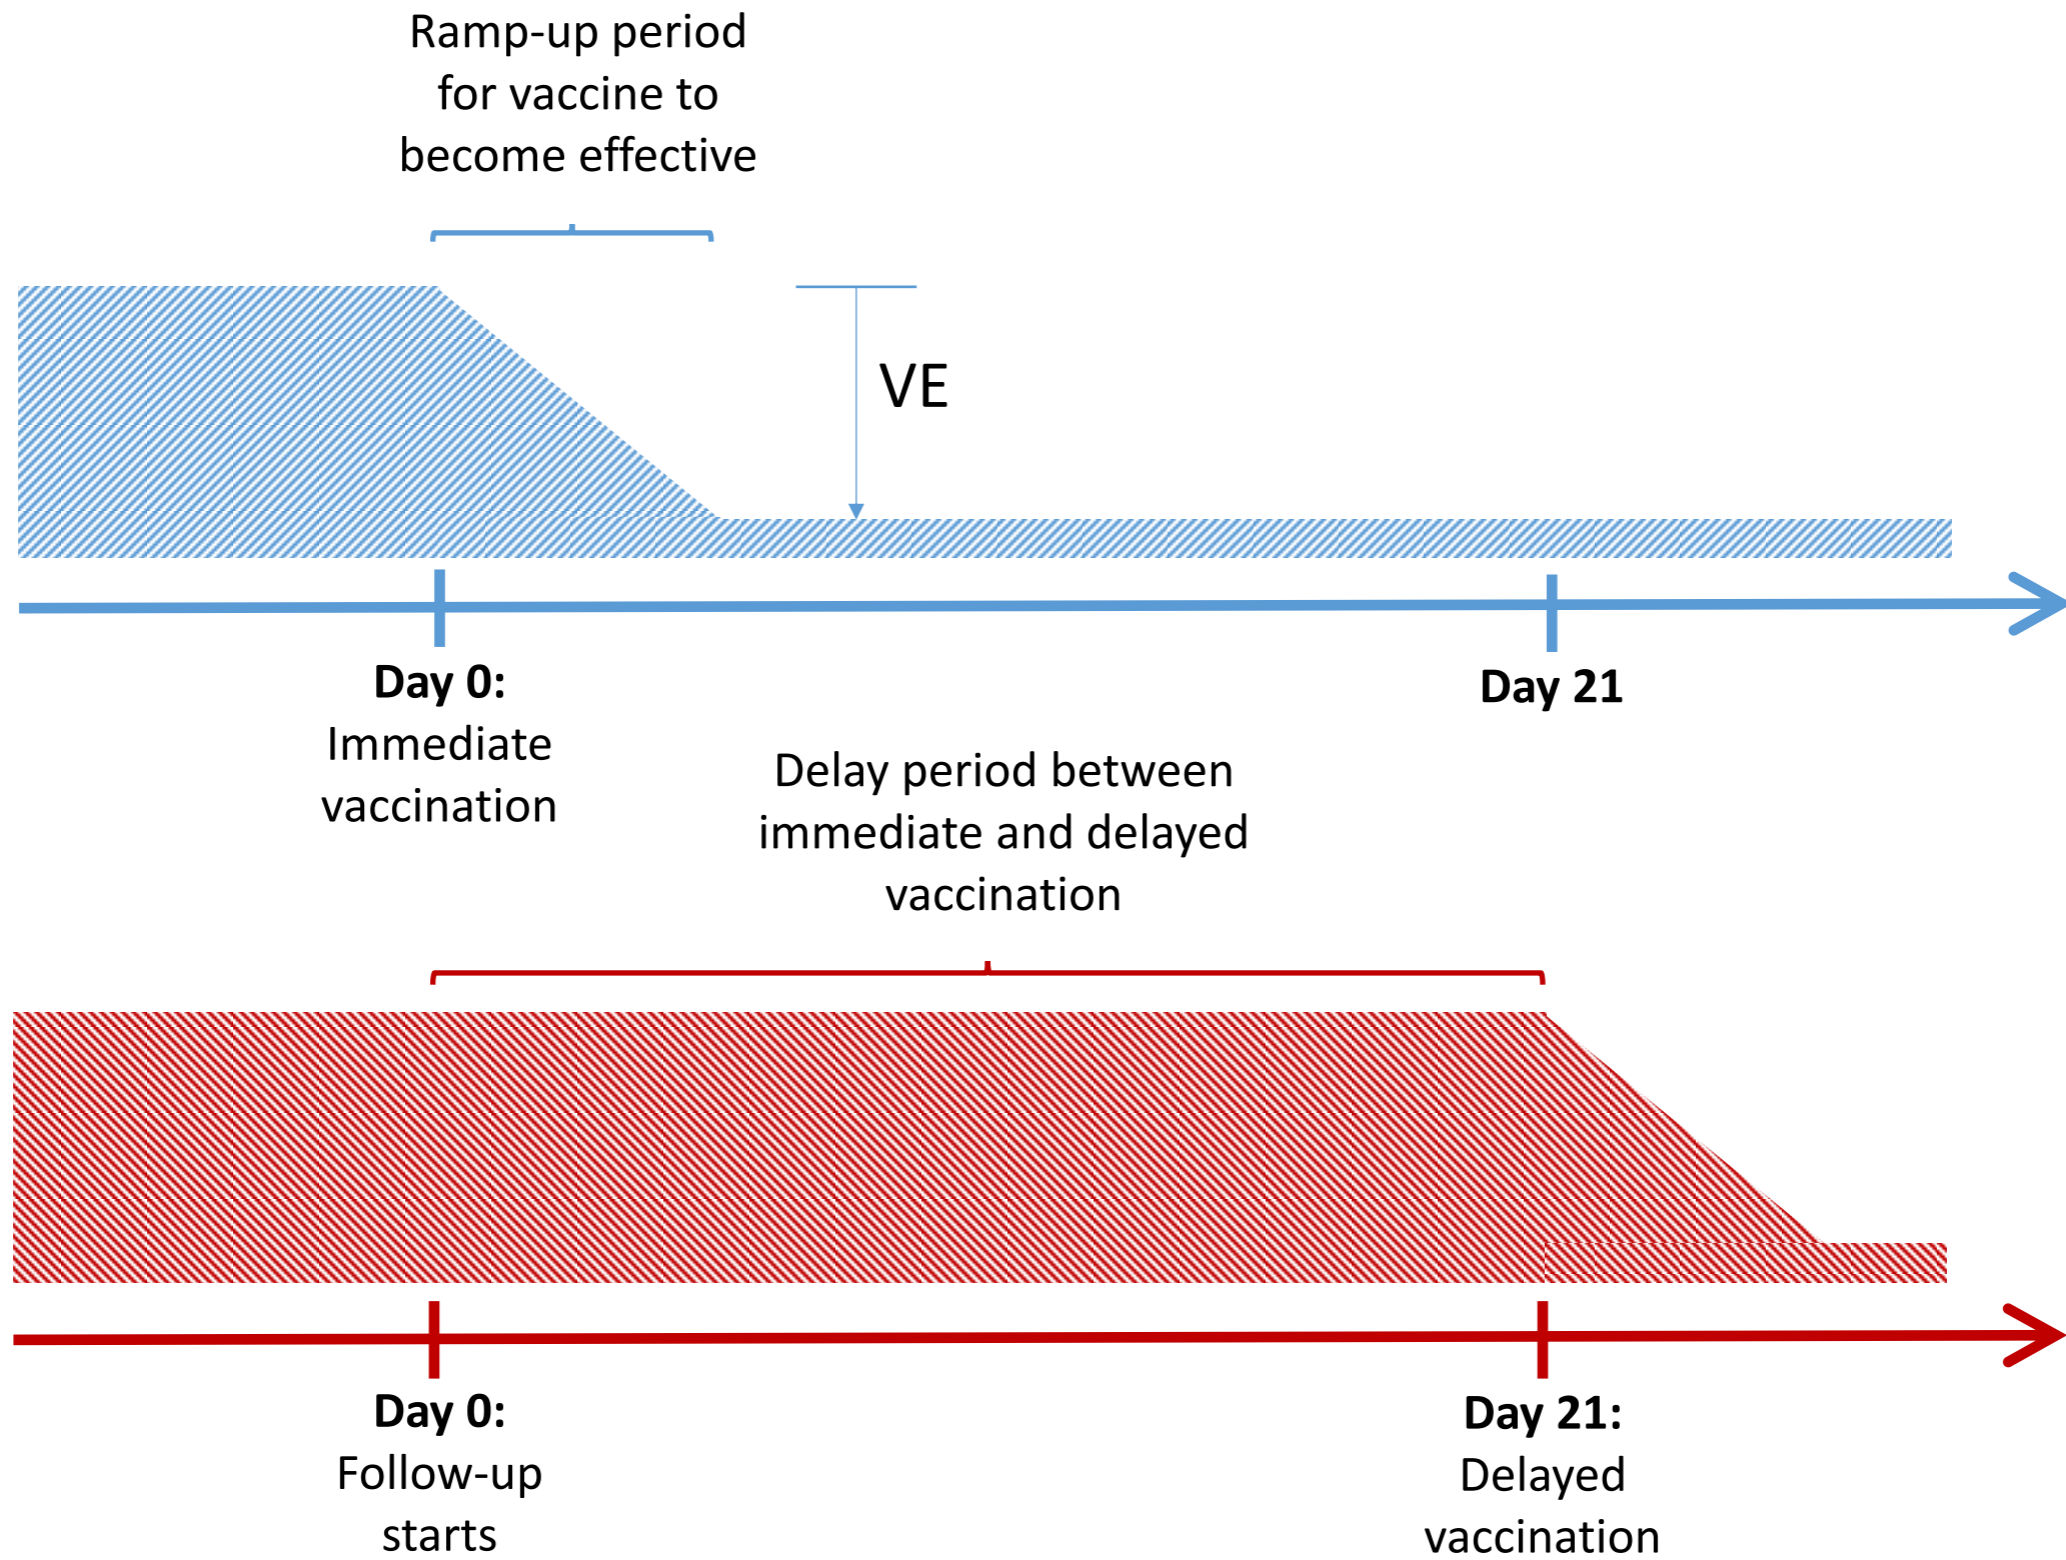 Ramp-up period
for vaccine to
become effective
VE
Day 0:
Immediate
vaccination
Day 21
Delay period between
immediate and delayed
vaccination
Day 0:
Follow-up
starts
Day 21:
Delayed
vaccination